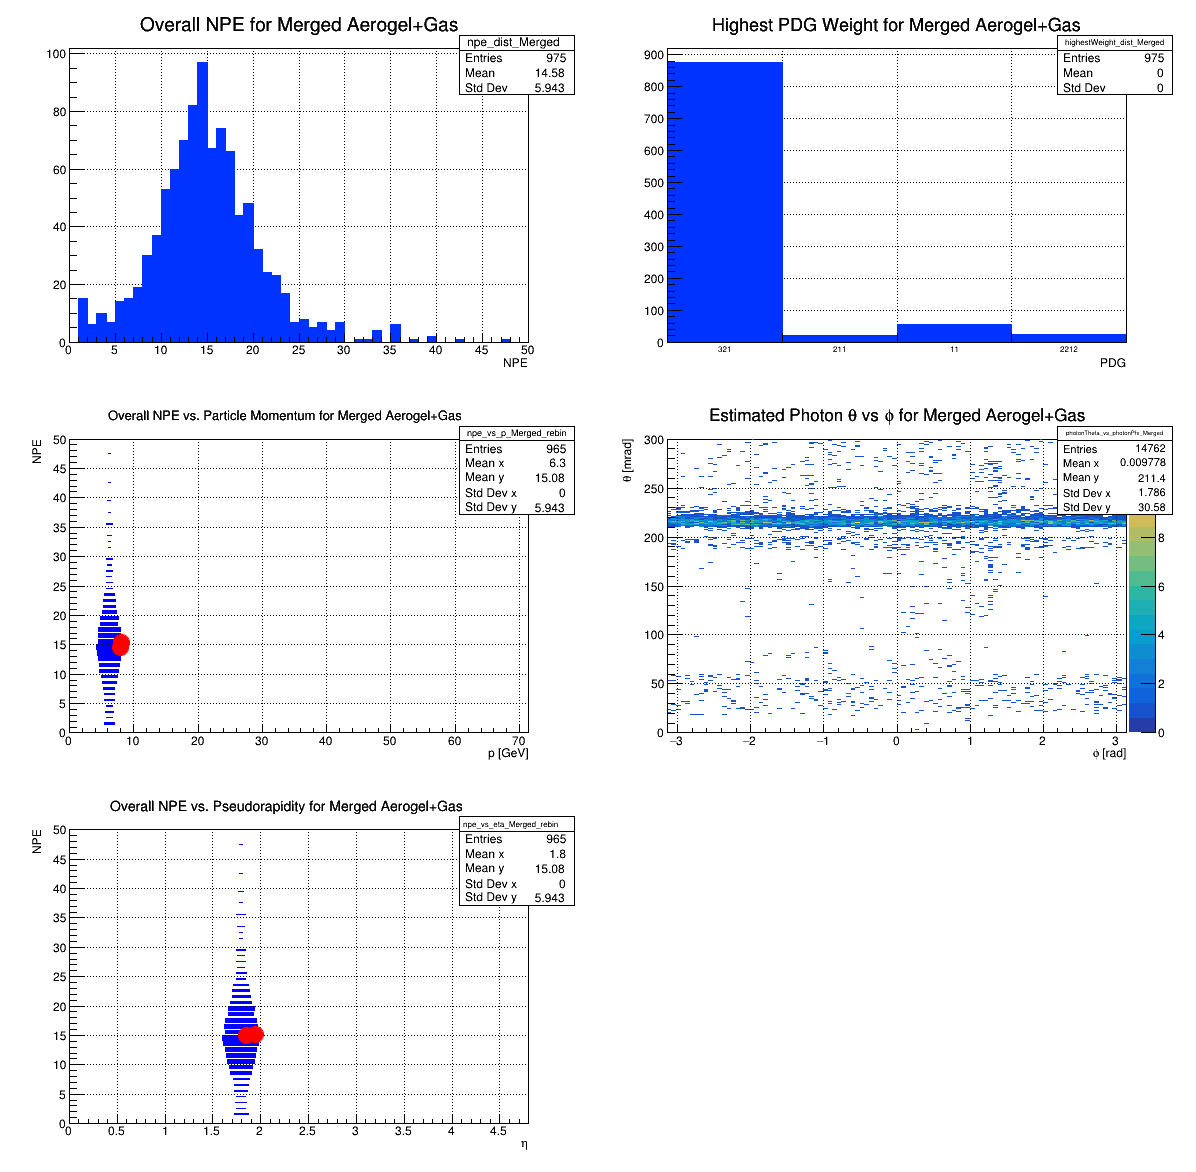 Overall NPE for Merged Aerogel+Gas
npe_dist_Merged
Entries 975
Mean 14.58
Std Dev 5.943
100
80
60
40
20
0
0 5 10 15 20 25 30 35 40 45 50
NPE
Highest PDG Weight for Merged Aerogel+Gas
highestWeight_dist_Merged
Entries 975
Mean 0
Std Dev 0
900
800
700
600
500
400
300
200
100
0
321 211 11 2212
PDG
Overall NPE vs. Particle Momentum for Merged Aerogel+Gas
npe_vs_p_Merged_rebin
Entries 965
Mean x 6.3
Mean y 15.08
Std Dev x 0
Std Dev y 5.943
NPE
50
45
40
35
30
25
20
15
10
5
0
0 10 20 30 40 50 60 70
p [GeV]
Estimated Photon θ vs ϕ for Merged Aerogel+Gas
photonTheta_vs_photonPhi_Merged
Entries 14762
Mean x 0.009778
Mean y 211.4
Std Dev x 1.786
Std Dev y 30.58
θ [mrad]
300
250
200
150
100
50
0
−3 −2 −1 0 1 2 3
ϕ [rad]
8
6
4
2
0
Overall NPE vs. Pseudorapidity for Merged Aerogel+Gas
npe_vs_eta_Merged_rebin
Entries 965
Mean x 1.8
Mean y 15.08
Std Dev x 0
Std Dev y 5.943
NPE
50
45
40
35
30
25
20
15
10
5
0
0 0.5 1 1.5 2 2.5 3 3.5 4 4.5
η